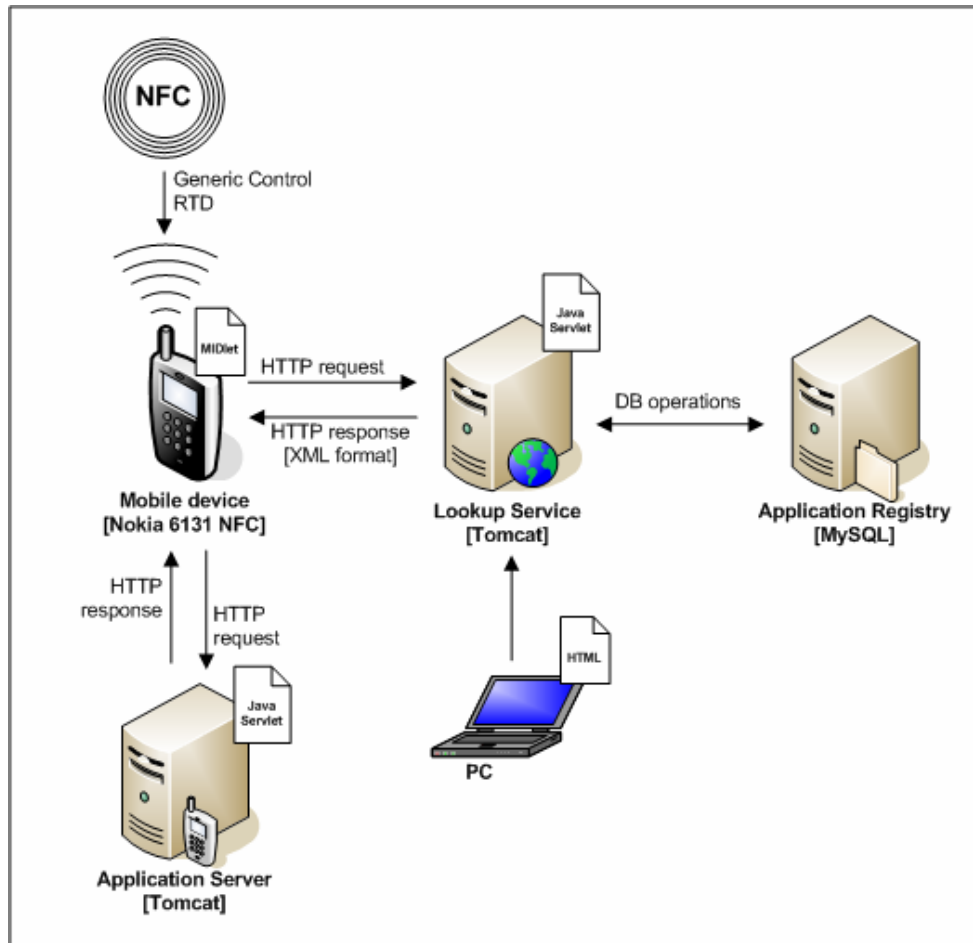 NFC
Generic Control
RTD
MIDlet
HTTP request
HTTP response
[XML format]
Java
Servlet
DB operations
Mobile device
[Nokia 6131 NFC]
Lookup Service
[Tomcat]
Application Registry
[MySQL]
HTTP
response
HTTP
request
Java
Servlet
HTML
PC
Application Server
[Tomcat]